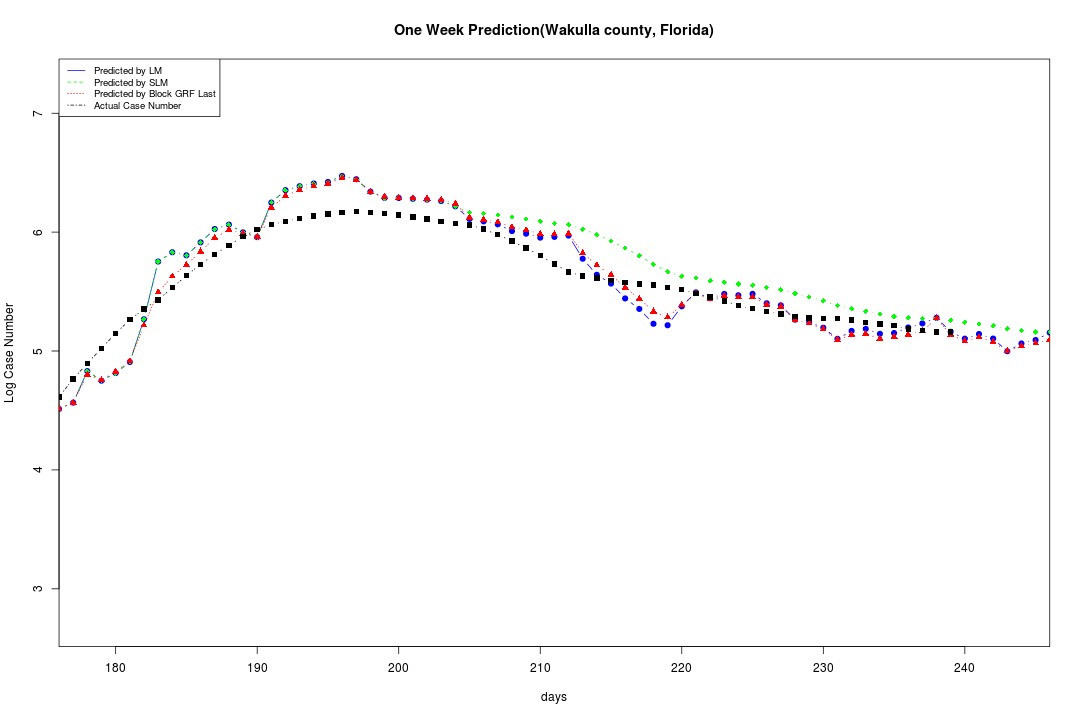 One Week Prediction(Wakulla county, Florida)
Predicted by LM
Predicted by SLM
Predicted by Block GRF Last
Actual Case Number
7
6
5
4
3
Log Case Number
180 190 200 210 220 230 240
days